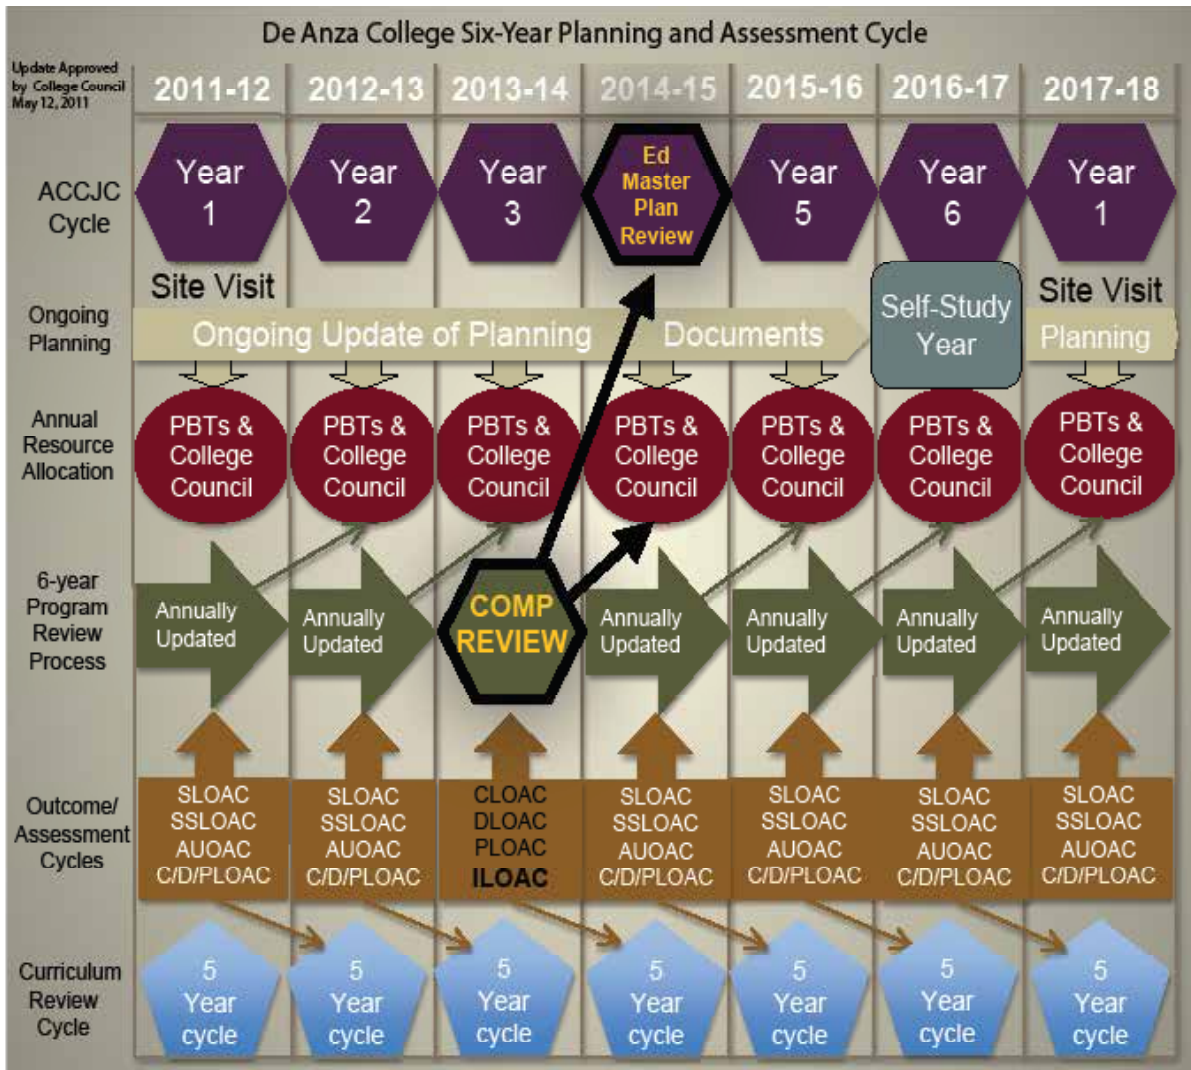 De Anza College Six-Year Planning and Assessment Cycle
Update Approved
by College Council
May 12, 2011
2011-12 2012-13 2013-14 2014-15 2015-16 2016-17 2017-18
ACCJC
Cycle
Year
1
Year
2
Year
3
Ed
Master
Plan
Review
Year
5
Year
6
Year
1
Site Visit
Site Visit
Ongoing
Planning
Ongoing Update of Planning Documents
Self-Study
Year
Planning
Annual
Resource
Allocation
PBTs &
College
Council
PBTs &
College
Council
PBTs &
College
Council
PBTs &
College
Council
PBTs &
College
Council
PBTs &
College
Council
PBTs &
College
Council
6-year
Program
Review
Process
Annually
Updated
Annually
Updated
COMP
REVIEW
Annually
Updated
Annually
Updated
Annually
Updated
Annually
Updated
Outcome/
Assessment
Cycles
SLOAC
SSLOAC
AUOAC
C/D/PLOAC
SLOAC
SSLOAC
AUOAC
C/D/PLOAC
CLOAC
DLOAC
PLOAC
ILOAC
SLOAC
SSLOAC
AUOAC
C/D/PLOAC
SLOAC
SSLOAC
AUOAC
C/D/PLOAC
SLOAC
SSLOAC
AUOAC
C/D/PLOAC
SLOAC
SSLOAC
AUOAC
C/D/PLOAC
Curriculum
Review
Cycle
5
Year
cycle
5
Year
cycle
5
Year
cycle
5
Year
cycle
5
Year
cycle
5
Year
cycle
5
Year
cycle